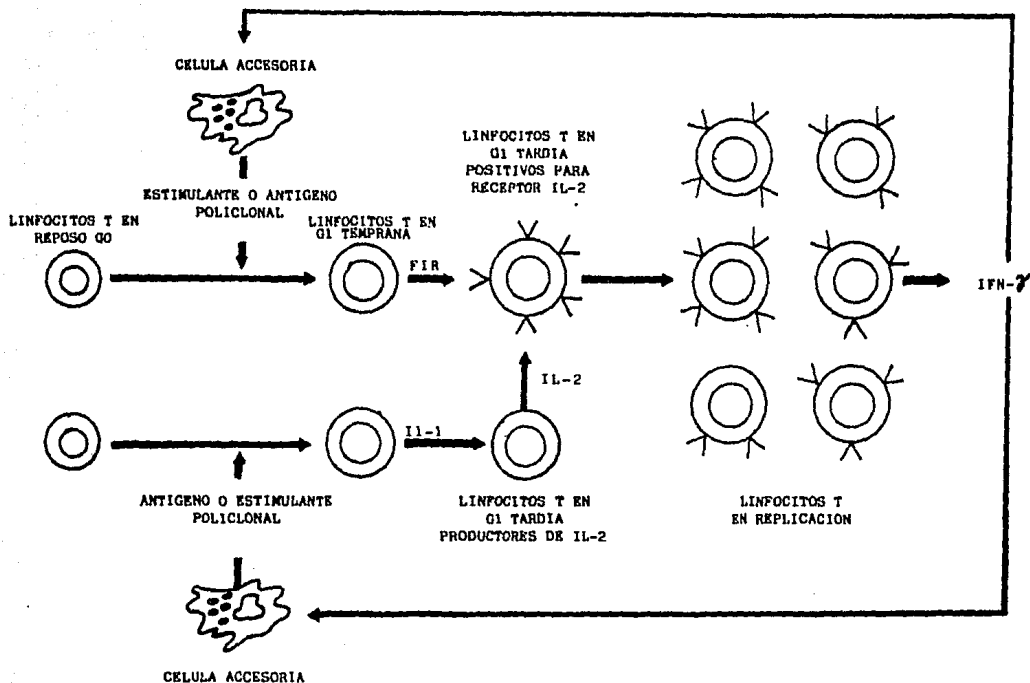 CELULA ACCESORIA
ESTIMULANTE O ANTIGENO
POLICLONAL
LINFOCITOS T EN
REPOSO G0
LINFOCITOS T EN
G1 TEMPRANA
FIR
LINFOCITOS T EN
G1 TARDIA
POSITIVOS PARA
RECEPTOR IL-2
IFN-γ
IL-2
Il-1
ANTIGENO O ESTIMULANTE
POLICLONAL
LINFOCITOS T EN
G1 TARDIA
PRODUCTORES DE IL-2
LINFOCITOS T
EN REPLICACION
CELULA ACCESORIA